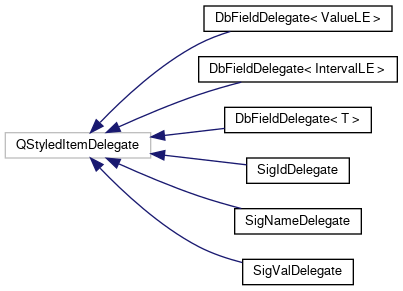 DbFieldDelegate< ValueLE >
DbFieldDelegate< IntervalLE >
DbFieldDelegate< T >
QStyledItemDelegate
SigIdDelegate
SigNameDelegate
SigValDelegate